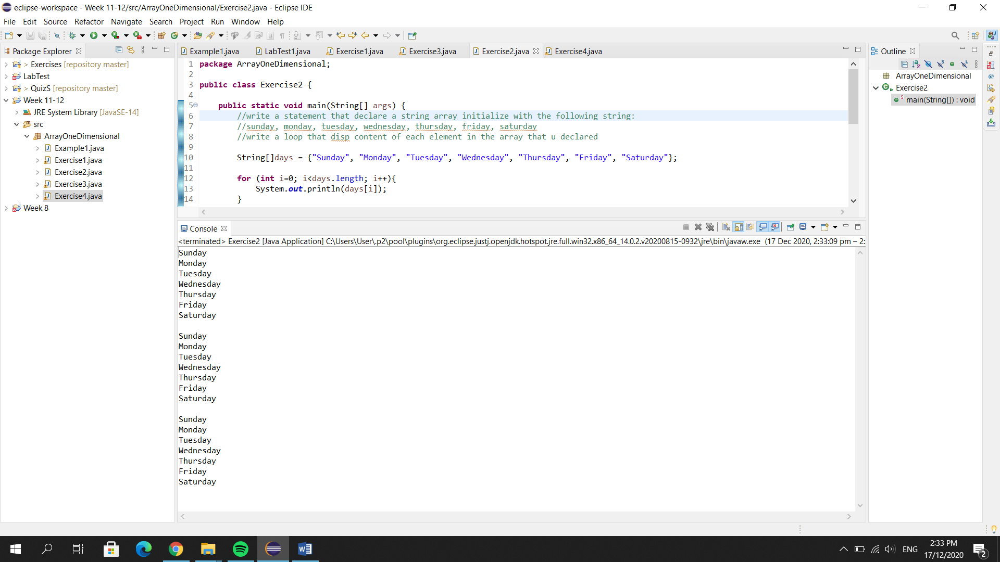 eclipse-workspace - Week 11-12/src/ArrayOneDimensional/Exercise2.java - Eclipse IDE
File Edit Source Refactor Navigate Search Project Run Window Help
Package Explorer
> Exercises [repository master]
LabTest
> QuizS [repository master]
Week 11-12
JRE System Library [JavaSE-14]
src
ArrayOneDimensional
Example1.java
Exercise1.java
Exercise2.java
Exercise3.java
Exercise4.java
Week 8
Example1.java LabTest1.java Exercise1.java Exercise3.java Exercise2.java Exercise4.java
1 package ArrayOneDimensional;
2
3 public class Exercise2 {
4
5 public static void main(String[] args) {
6 //write a statement that declare a string array initialize with the following string:
7 //sunday, monday, tuesday, wednesday, thursday, friday, saturday
8 //write a loop that disp content of each element in the array that u declared
9
10 String[]days = {"Sunday", "Monday", "Tuesday", "Wednesday", "Thursday", "Friday", "Saturday"};
11
12 for (int i=0; i<days.length; i++){
13 System.out.println(days[i]);
14 }
Console
<terminated> Exercise2 [Java Application] C:\Users\User\.p2\pool\plugins\org.eclipse.justj.openjdk.hotspot.jre.full.win32.x86_64_14.0.2.v20200815-0932\jre\bin\javaw.exe (17 Dec 2020, 2:33:09 pm – 2:
Sunday
Monday
Tuesday
Wednesday
Thursday
Friday
Saturday
Sunday
Monday
Tuesday
Wednesday
Thursday
Friday
Saturday
Sunday
Monday
Tuesday
Wednesday
Thursday
Friday
Saturday
Outline
ArrayOneDimensional
Exercise2
main(String[]) : void
ENG
2:33 PM
17/12/2020
2